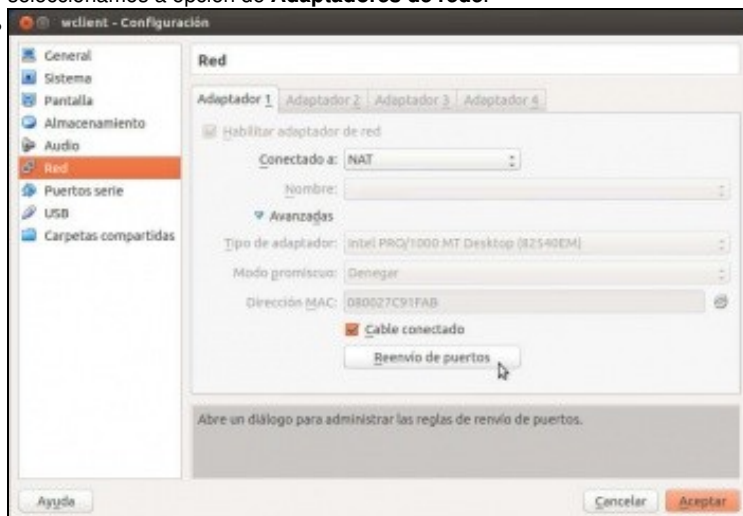 seleccionamos a opción de Adaptadores de rede.
wclient - Configuración
General
Sistema
Pantalla
Almacenamiento
Audio
Red
Puertos serie
USB
Carpetas compartidas
Red
Adaptador 1 Adaptador 2 Adaptador 3 Adaptador 4
Habilitar adaptador de red
Conectado a: NAT
Nombre:
Avanzadas
Tipo de adaptador: Intel PRO/1000 MT Desktop (82540EM)
Modo promiscuo: Denegar
Dirección MAC: 080027C91FAB
Cable conectado
Reenvío de puertos
Abre un diálogo para administrar las reglas de renvío de puertos.
Ayuda
Cancelar Aceptar